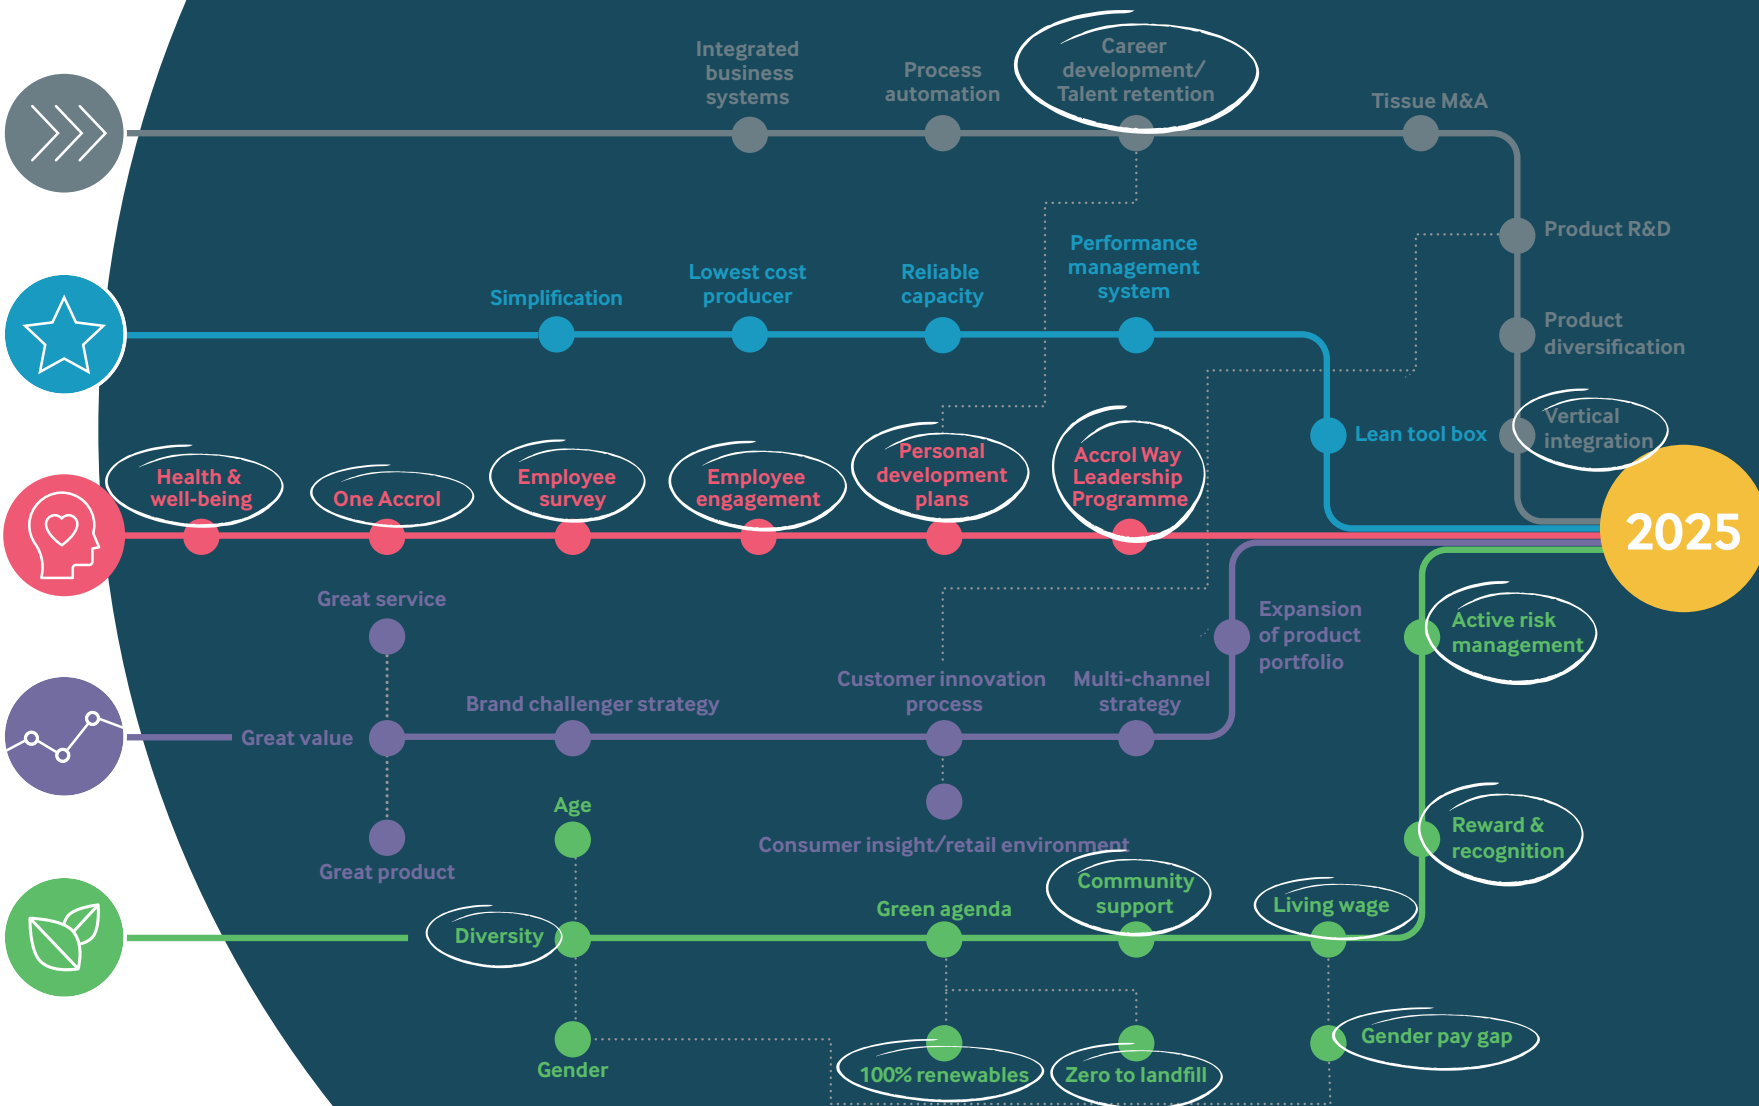 Integrated
business
systems
Process
automation
Career
development/
Talent retention
Tissue M&A
Product R&D
Product
diversification
Vertical
integration
Simplification
Lowest cost
producer
Reliable
capacity
Performance
management
system
Lean tool box
Health &
well-being
One Accrol
Employee
survey
Employee
engagement
Personal
development
plans
Accrol Way
Leadership
Programme
2025
Great service
Great value
Great product
Brand challenger strategy
Customer innovation
process
Consumer insight/retail environment
Multi-channel
strategy
Expansion
of product
portfolio
Age
Diversity
Gender
Green agenda
100% renewables
Zero to landfill
Community
support
Living wage
Gender pay gap
Reward &
recognition
Active risk
management